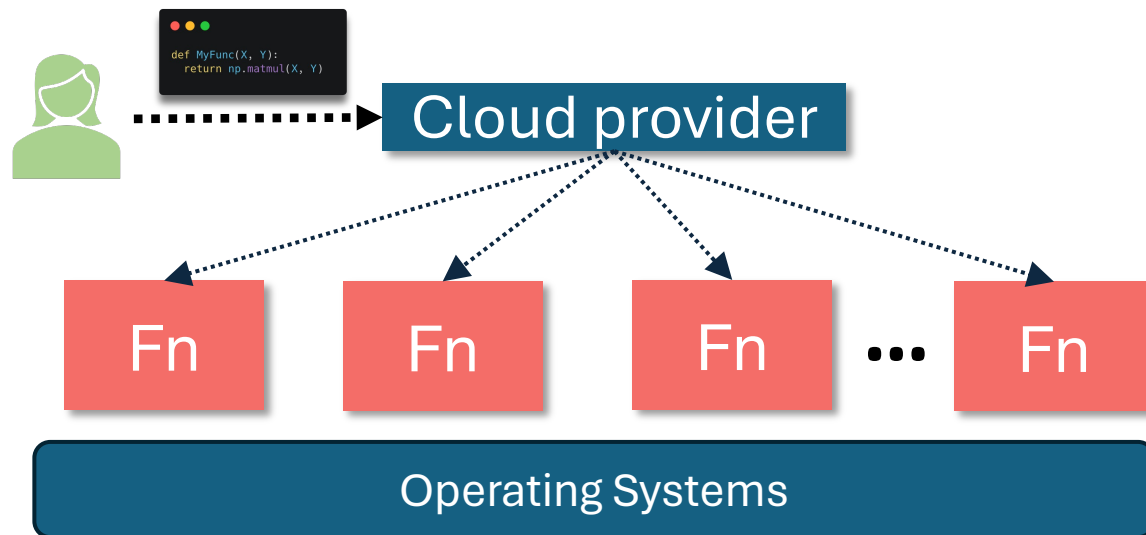 def MyFunc(X, Y):
  return np.matmul(X, Y)
Cloud provider
Fn
Fn
Fn
...
Fn
Operating Systems